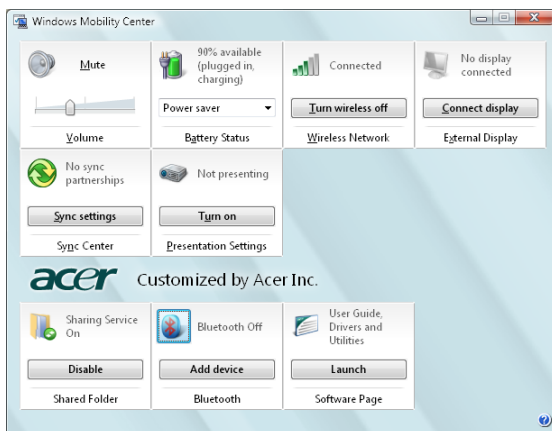 Windows Mobility Center
Mute
Volume
90% available
(plugged in,
charging)
Power saver
Battery Status
Connected
Turn wireless off
Wireless Network
No display
connected
Connect display
External Display
No sync
partnerships
Sync settings
Sync Center
Not presenting
Turn on
Presentation Settings
acer Customized by Acer Inc.
Sharing Service
On
Disable
Shared Folder
Bluetooth Off
Add device
Bluetooth
User Guide,
Drivers and
Utilities
Launch
Software Page
?